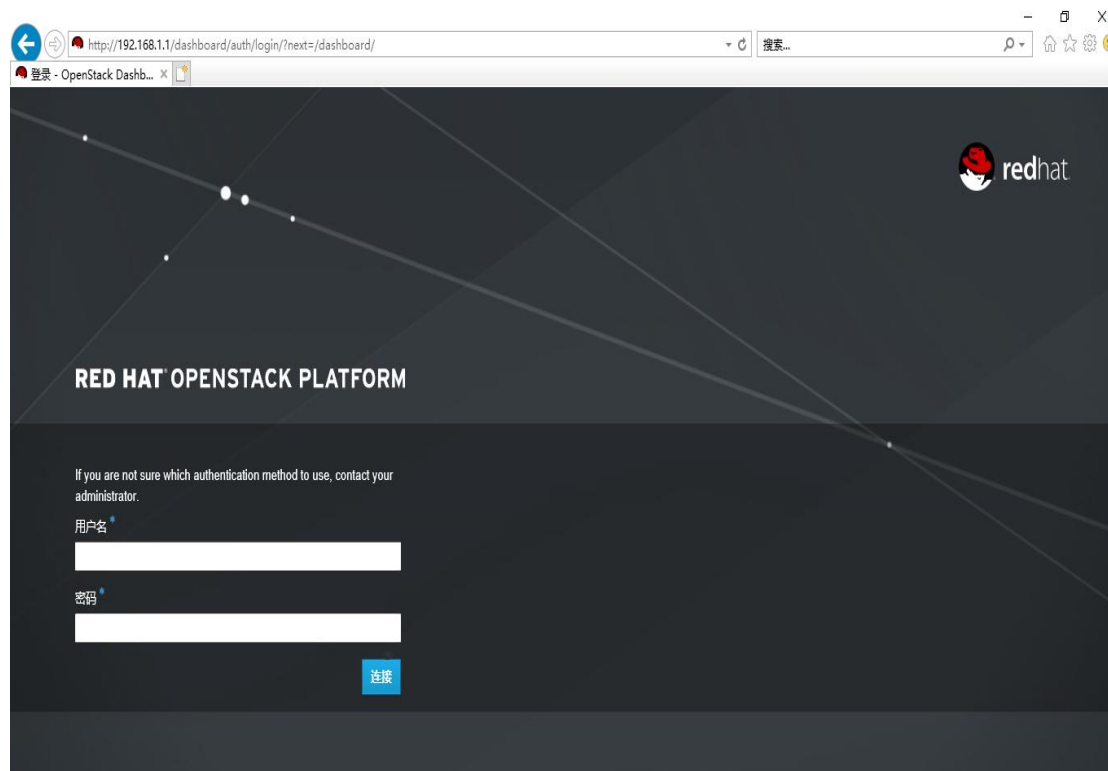 http://192.168.1.1/dashboard/auth/login/?next=/dashboard/
搜索...
登录 - OpenStack Dashb...
redhat.
RED HAT® OPENSTACK PLATFORM
If you are not sure which authentication method to use, contact your
administrator.
用户名 *
密码 *
连接